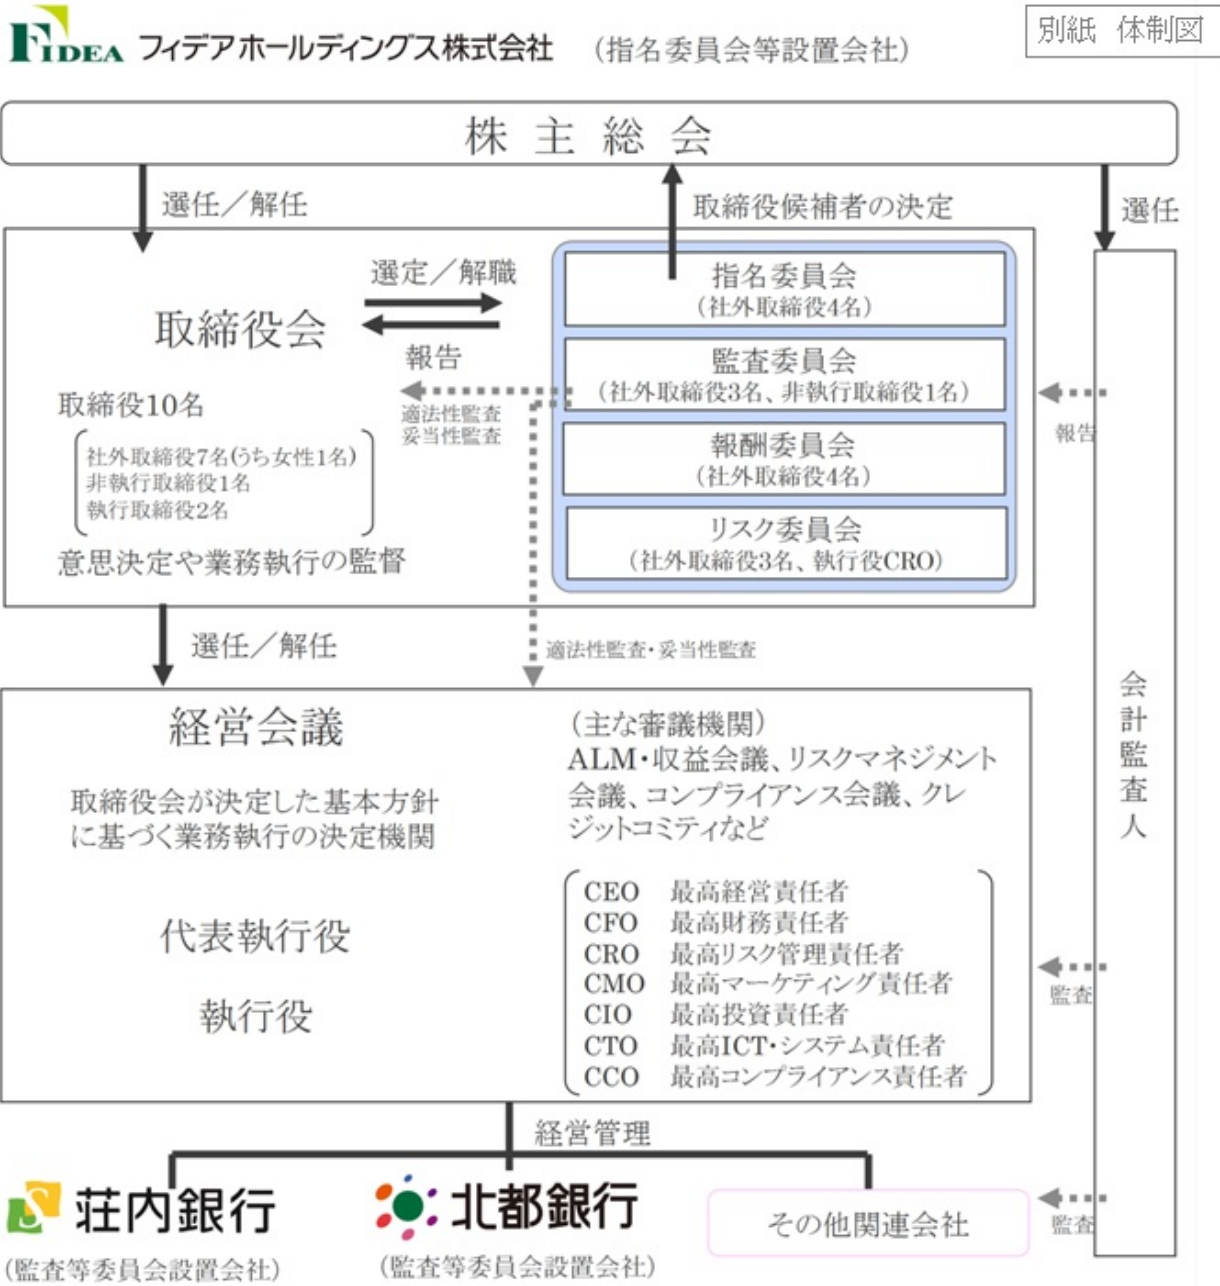 FIDEA フィデアホールディングス株式会社 (指名委員会等設置会社)
別紙 体制図
株主総会
選任／解任
取締役候補者の決定
選任
取締役会
選定／解職
報告
適法性監査
妥当性監査
取締役10名
社外取締役7名(うち女性1名)
非執行取締役1名
執行取締役2名
意思決定や業務執行の監督
指名委員会
(社外取締役4名)
監査委員会
(社外取締役3名、非執行取締役1名)
報酬委員会
(社外取締役4名)
リスク委員会
(社外取締役3名、執行役CRO)
報告
選任／解任
適法性監査・妥当性監査
経営会議
取締役会が決定した基本方針
に基づく業務執行の決定機関
代表執行役
執行役
(主な審議機関)
ALM・収益会議、リスクマネジメント
会議、コンプライアンス会議、クレ
ジットコミティなど
CEO 最高経営責任者
CFO 最高財務責任者
CRO 最高リスク管理責任者
CMO 最高マーケティング責任者
CIO 最高投資責任者
CTO 最高ICT・システム責任者
CCO 最高コンプライアンス責任者
会計監査人
監査
経営管理
S 荘内銀行
(監査等委員会設置会社)
北都銀行
(監査等委員会設置会社)
その他関連会社
監査